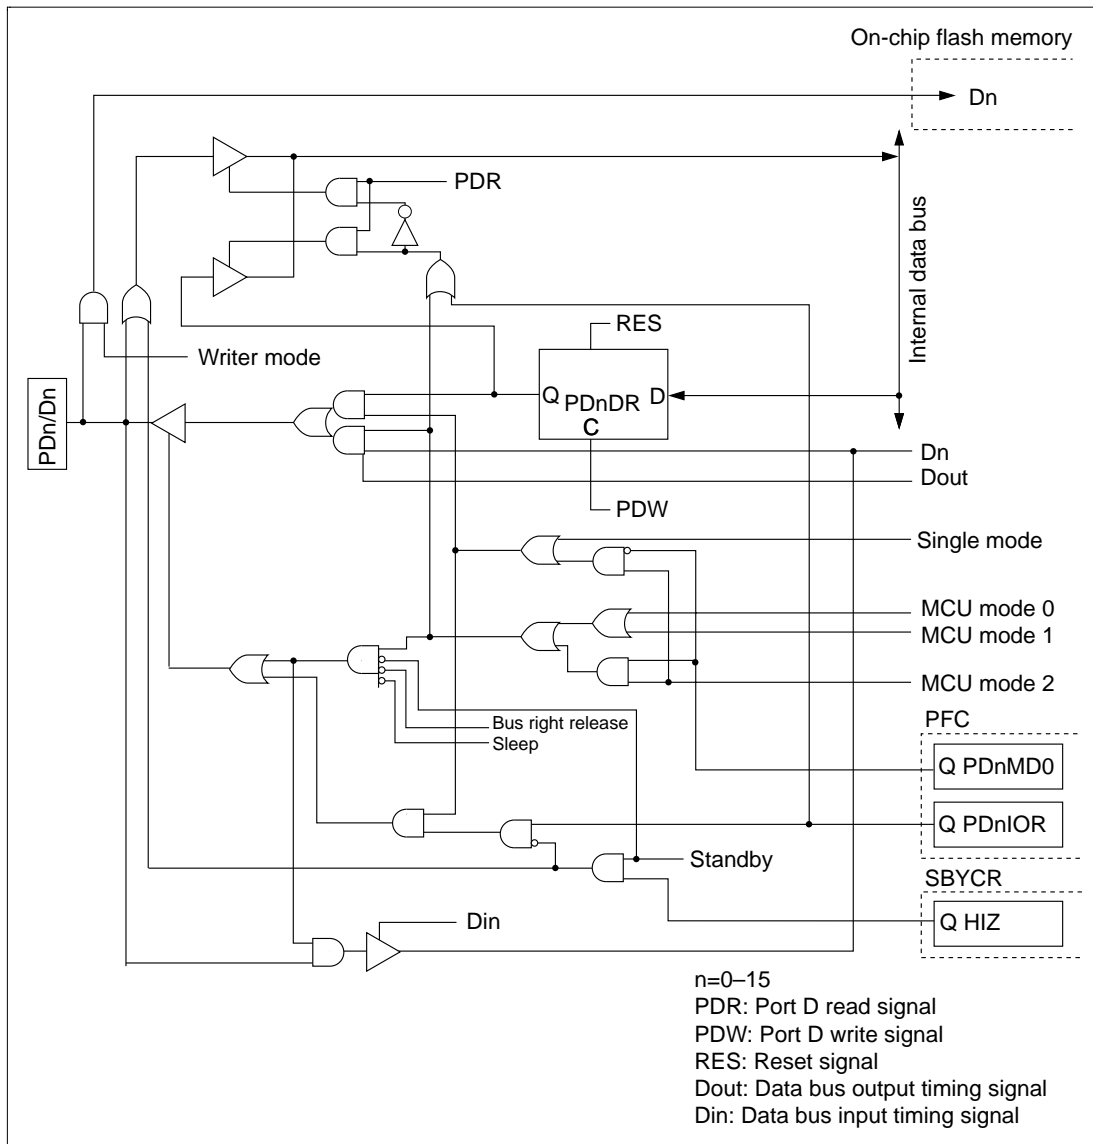 On-chip flash memory
Dn
PDR
Internal data bus
RES
Writer mode
Q PDnDR D
C
PDn/Dn
Dn
Dout
PDW
Single mode
MCU mode 0
MCU mode 1
MCU mode 2
Bus right release
Sleep
PFC
Q PDnMD0
Q PDnIOR
Standby
SBYCR
Q HIZ
Din
n=0–15
PDR: Port D read signal
PDW: Port D write signal
RES: Reset signal
Dout: Data bus output timing signal
Din: Data bus input timing signal